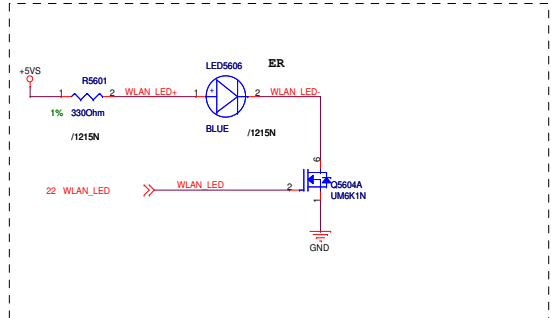 LED5606
ER
+5VS
R5601
1 2 WLAN_LED+ 1 + 2 WLAN_LED-
1% 330Ohm
BLUE /1215N
/1215N
6
22 WLAN_LED WLAN_LED 2 Q5604A
UM6K1N
1
GND